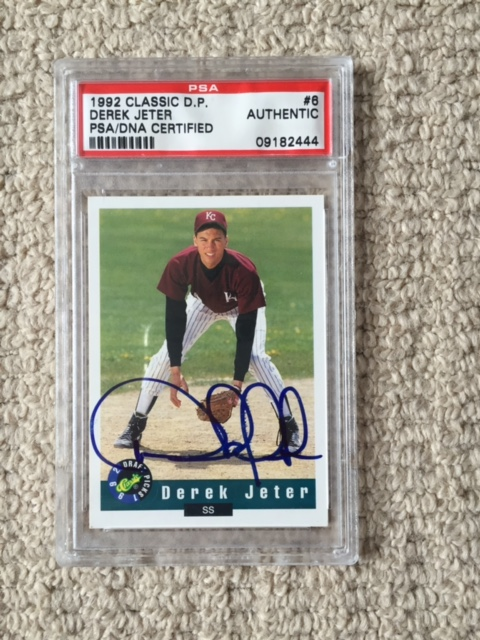 PSA
1992 CLASSIC D.P. #6
DEREK JETER AUTHENTIC
PSA/DNA CERTIFIED
09182444
KC
Derek Jeter
SS